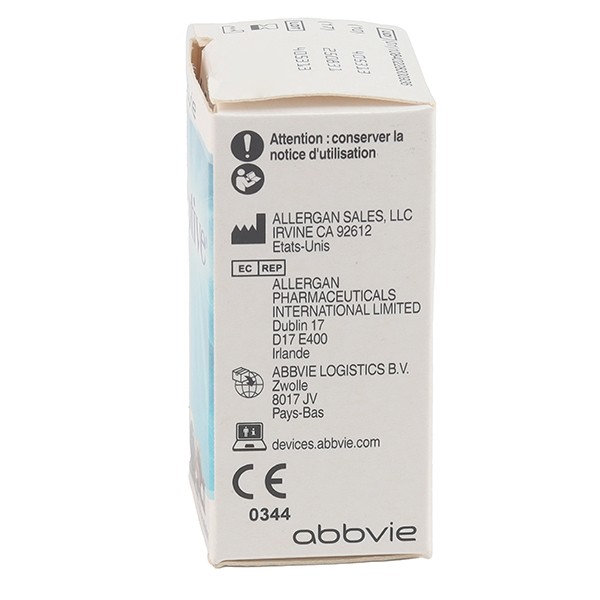 Attention : conserver la
notice d'utilisation
ALLERGAN SALES, LLC
IRVINE CA 92612
Etats-Unis
EC REP
ALLERGAN
PHARMACEUTICALS
INTERNATIONAL LIMITED
Dublin 17
D17 E400
Irlande
ABBVIE LOGISTICS B.V.
Zwolle
8017 JV
Pays-Bas
devices.abbvie.com
CE
0344
abbvie